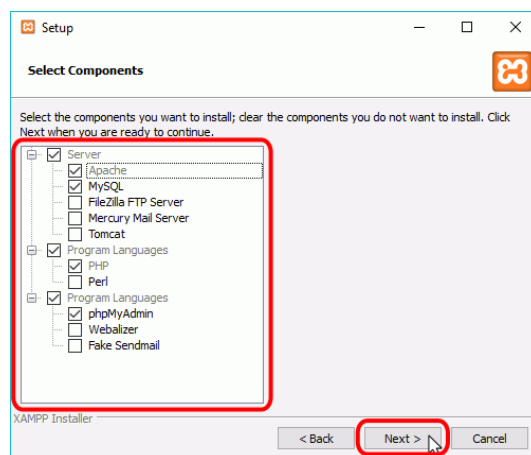 Setup
Select Components
Select the components you want to install; clear the components you do not want to install. Click
Next when you are ready to continue.
Server
Apache
MySQL
FileZilla FTP Server
Mercury Mail Server
Tomcat
Program Languages
PHP
Perl
Program Languages
phpMyAdmin
Webalizer
Fake Sendmail
XAMPP Installer
< Back Next > Cancel